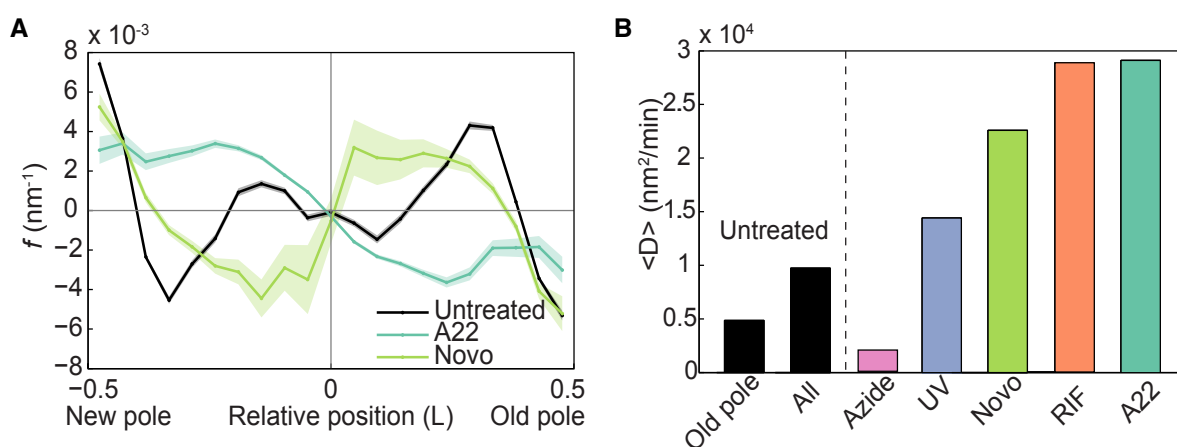 A
x 10⁻³
8
6
4
2
0
−2
−4
−6
−8
f (nm⁻¹)
Untreated
A22
Novo
−0.5
0
0.5
New pole
Relative position (L)
Old pole
B
x 10⁴
3
2.5
2
1.5
1
0.5
0
<D> (nm²/min)
Untreated
Old pole
All
Azide
UV
Novo
RIF
A22